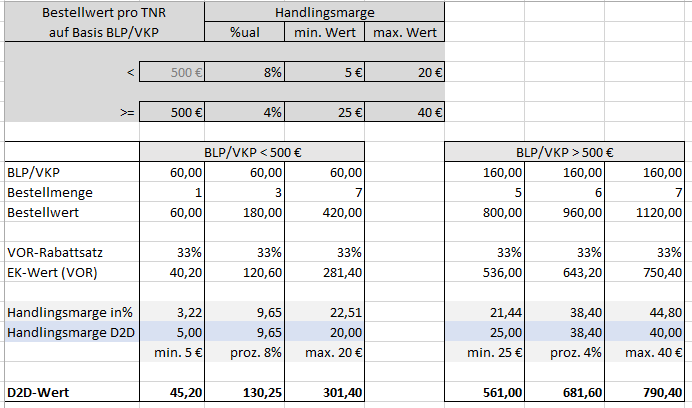 Bestellwert pro TNR Handlingsmarge
auf Basis BLP/VKP %ual min. Wert max. Wert
< 500 € 8% 5 € 20 €
>= 500 € 4% 25 € 40 €
BLP/VKP < 500 € BLP/VKP > 500 €
BLP/VKP 60,00 60,00 60,00 160,00 160,00 160,00
Bestellmenge 1 3 7 5 6 7
Bestellwert 60,00 180,00 420,00 800,00 960,00 1120,00
VOR-Rabattsatz 33% 33% 33% 33% 33% 33%
EK-Wert (VOR) 40,20 120,60 281,40 536,00 643,20 750,40
Handlingsmarge in% 3,22 9,65 22,51 21,44 38,40 44,80
Handlingsmarge D2D 5,00 9,65 20,00 25,00 38,40 40,00
min. 5 € proz. 8% max. 20 € min. 25 € proz. 4% max. 40 €
D2D-Wert 45,20 130,25 301,40 561,00 681,60 790,40